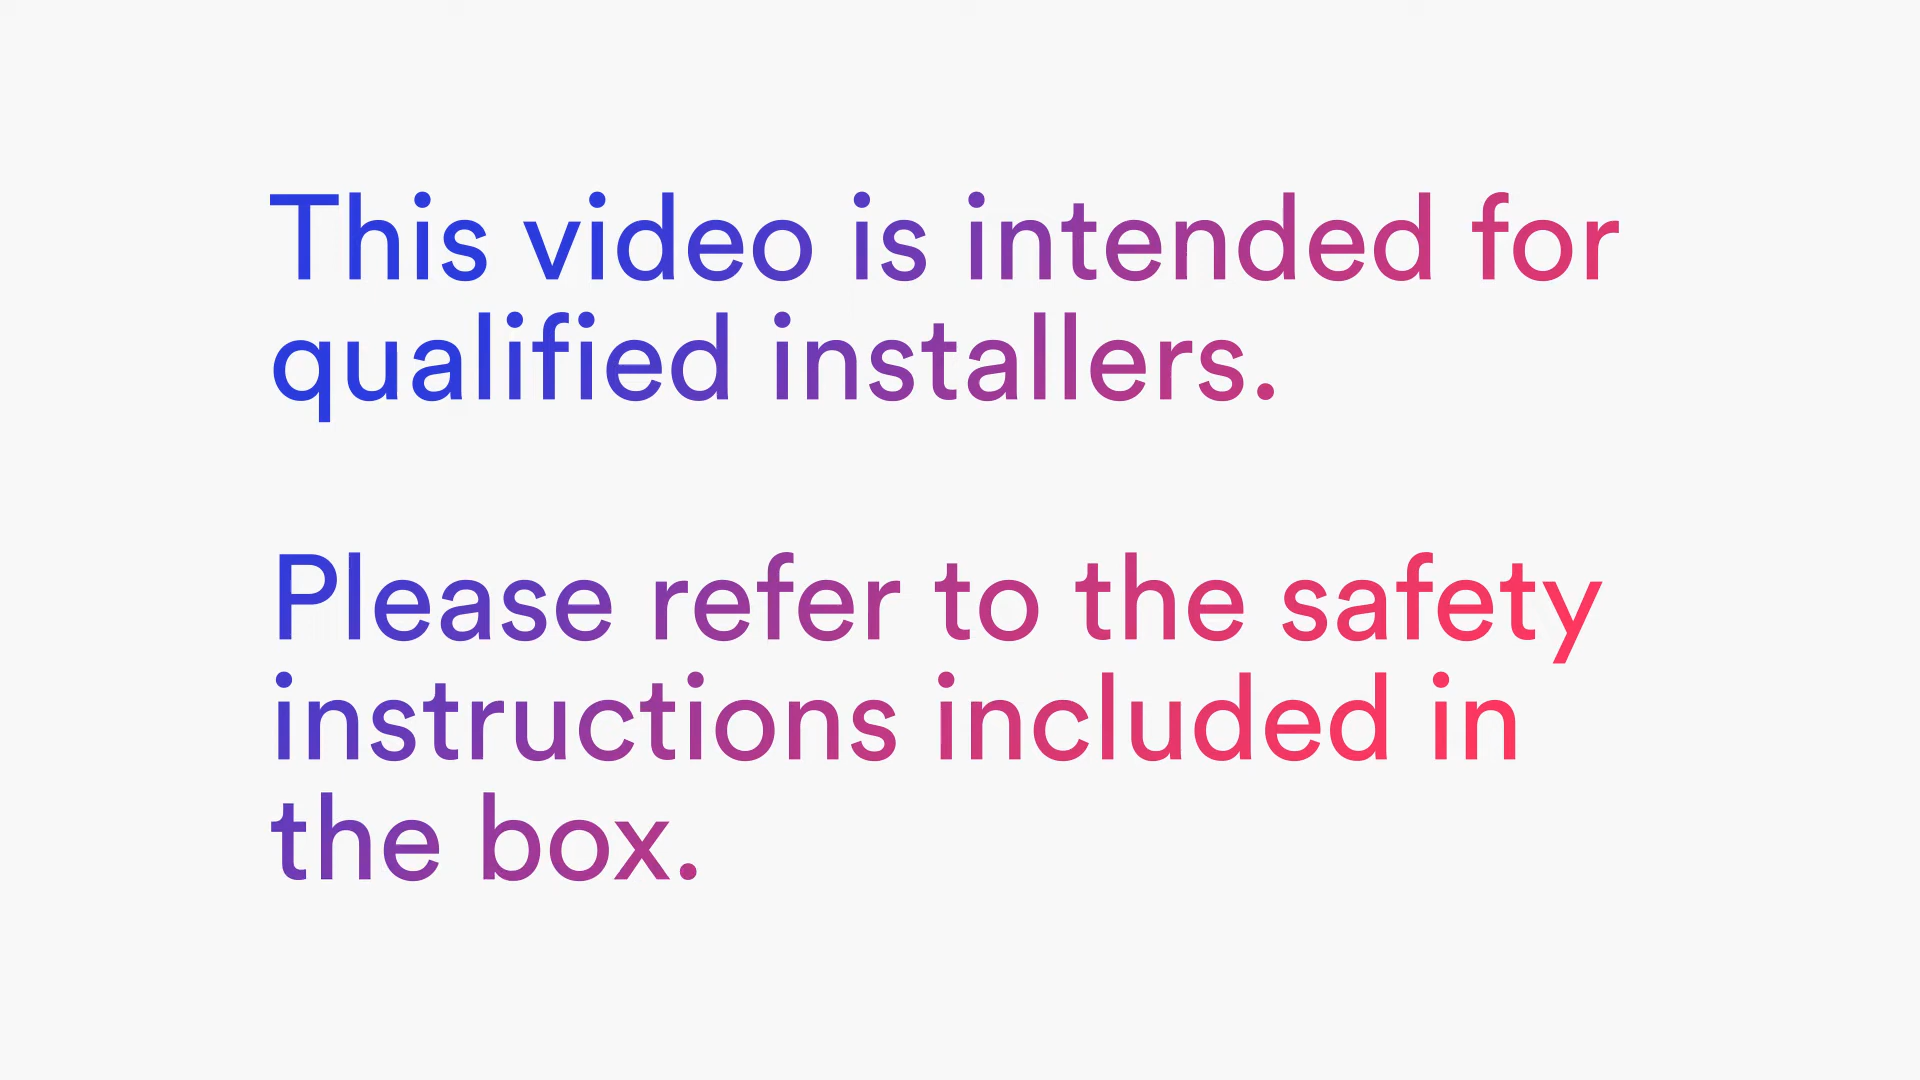 This video is intended for
qualified installers.
Please refer to the safety
instructions included in
the box.